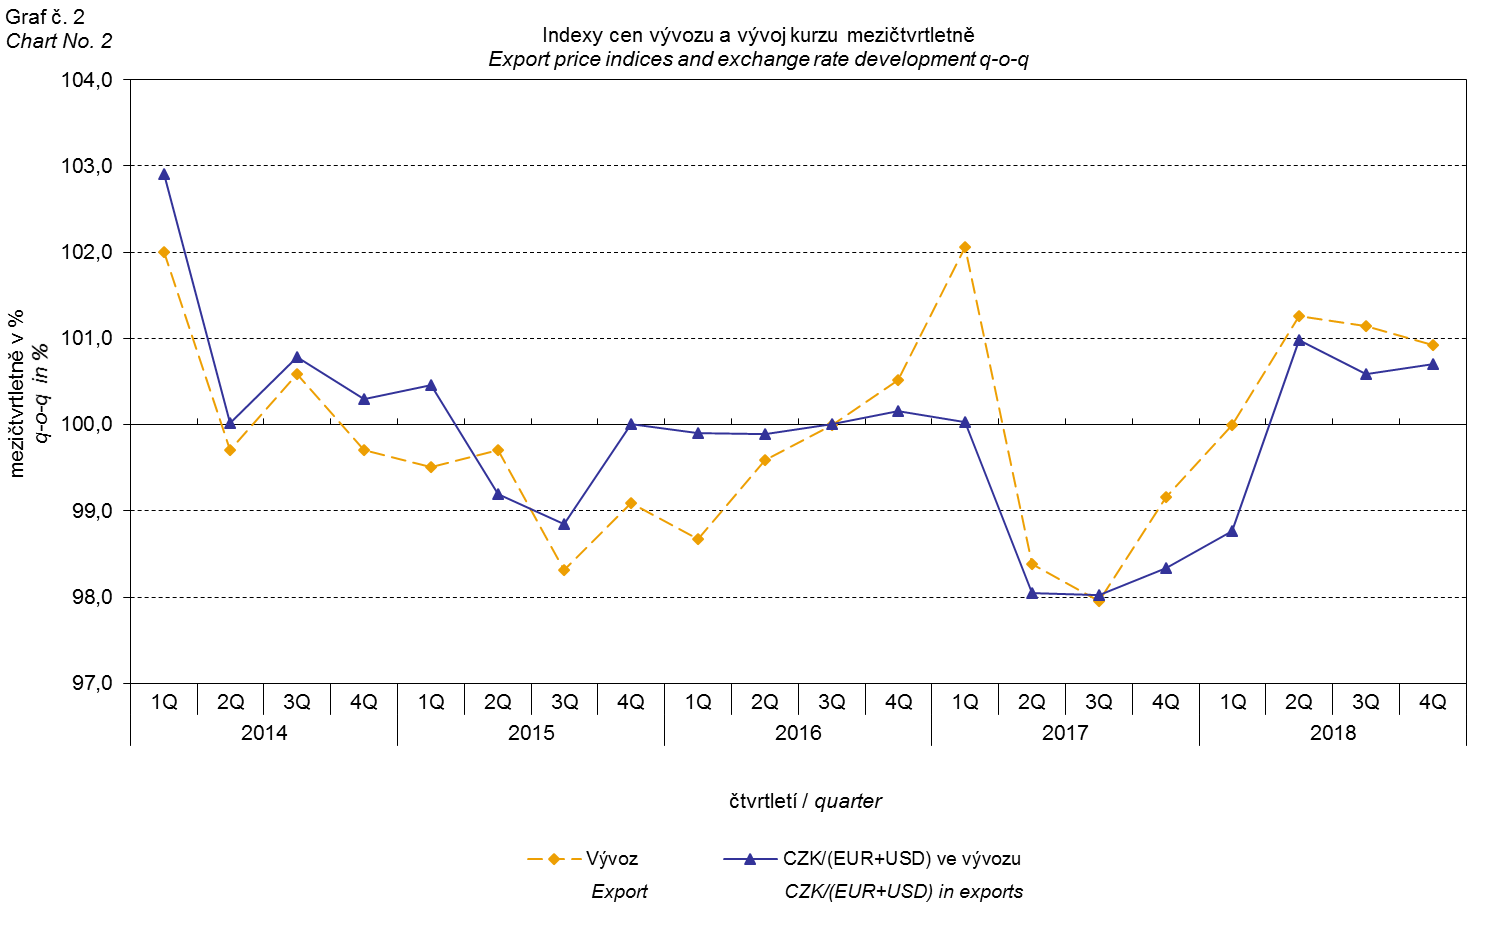 Graf č. 2
Chart No. 2
Indexy cen vývozu a vývoj kurzu mezičtvrtletně
Export price indices and exchange rate development q-o-q
mezičtvrtletně v %
q-o-q in %
104,0
103,0
102,0
101,0
100,0
99,0
98,0
97,0
1Q 2Q 3Q 4Q 1Q 2Q 3Q 4Q 1Q 2Q 3Q 4Q 1Q 2Q 3Q 4Q 1Q 2Q 3Q 4Q
2014 2015 2016 2017 2018
čtvrtletí / quarter
Vývoz CZK/(EUR+USD) ve vývozu
Export CZK/(EUR+USD) in exports